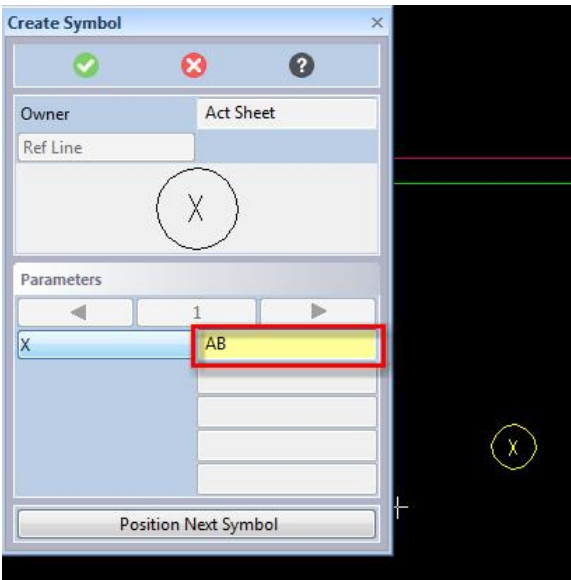 Create Symbol
Owner Act Sheet
Ref Line
X
Parameters
1
X AB
X
Position Next Symbol